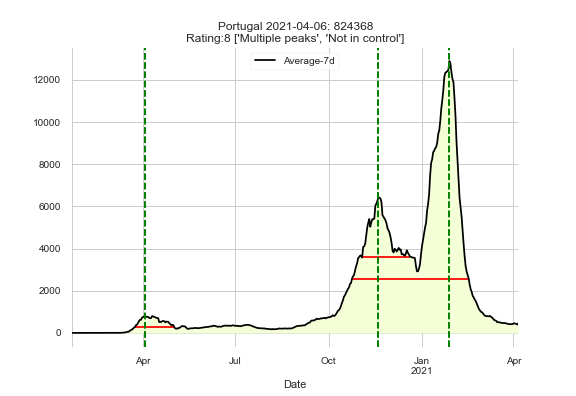 Portugal 2021-04-06: 824368
Rating:8 ['Multiple peaks', 'Not in control']
Average-7d
12000
10000
8000
6000
4000
2000
0
Apr Jul Oct Jan Apr
2021
Date